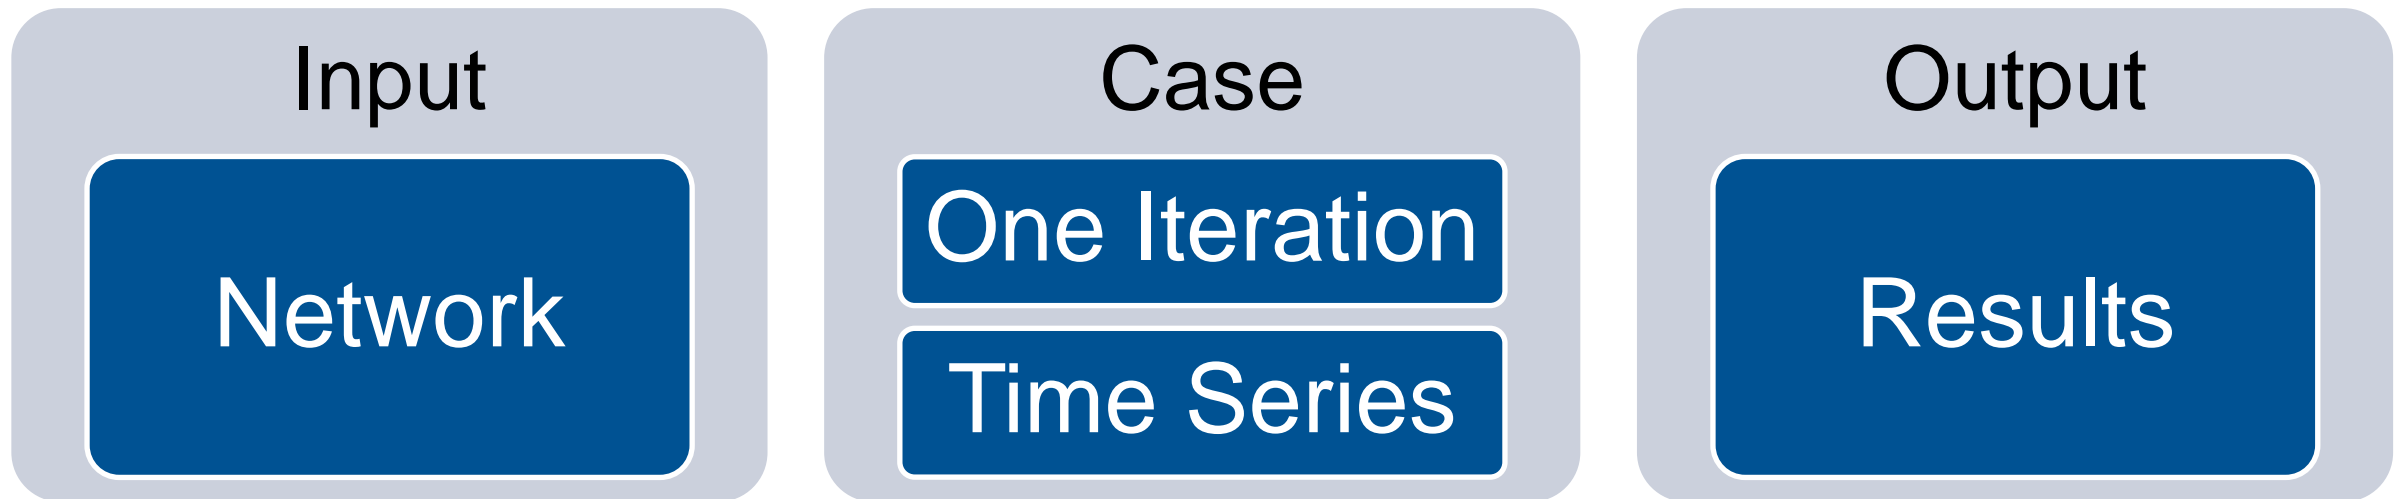 Input
Network
Case
One Iteration
Time Series
Output
Results